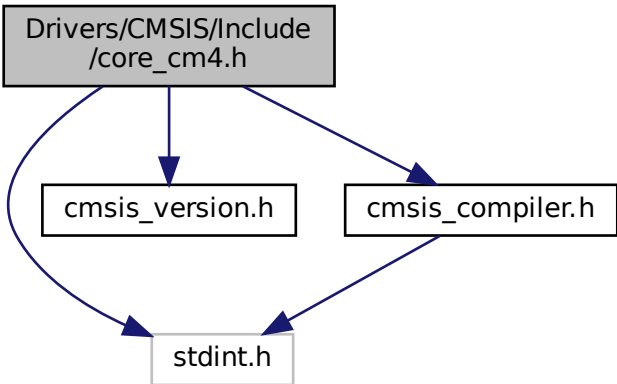 Drivers/CMSIS/Include
/core_cm4.h
cmsis_version.h
cmsis_compiler.h
stdint.h